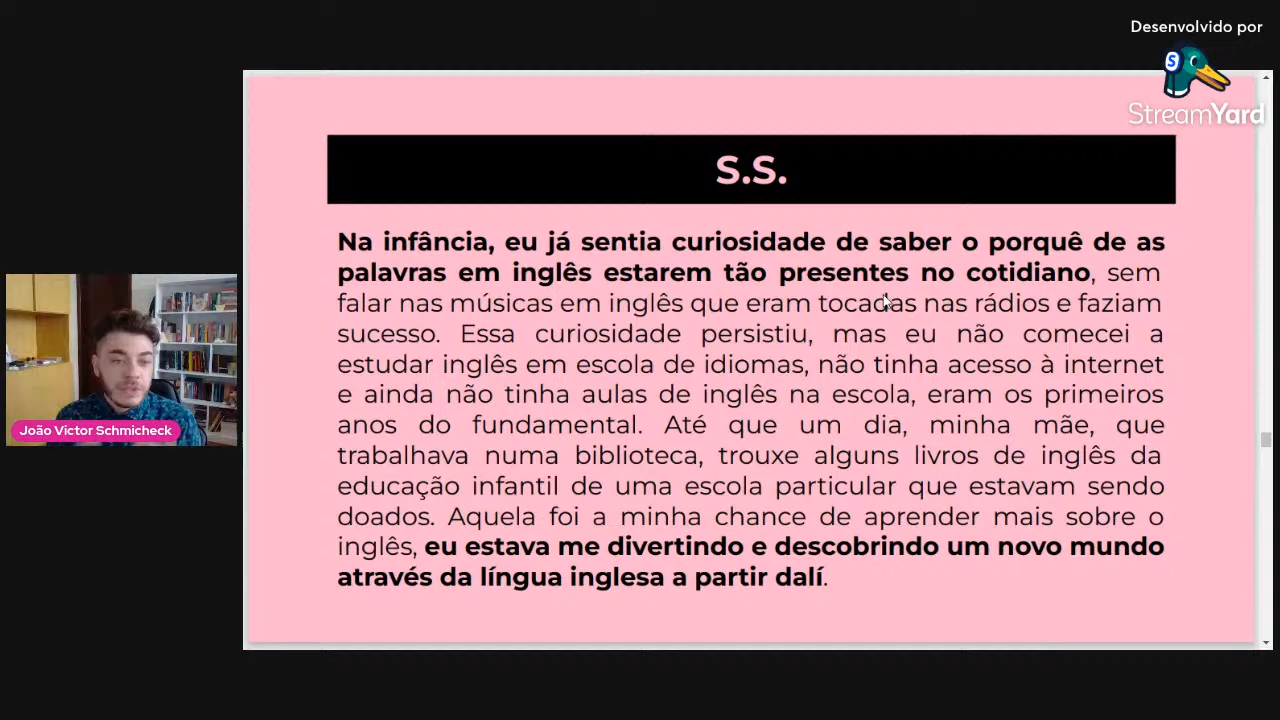 Desenvolvido por
StreamYard
S.S.
Na infância, eu já sentia curiosidade de saber o porquê de as
palavras em inglês estarem tão presentes no cotidiano, sem
falar nas músicas em inglês que eram tocadas nas rádios e faziam
sucesso. Essa curiosidade persistiu, mas eu não comecei a
estudar inglês em escola de idiomas, não tinha acesso à internet
e ainda não tinha aulas de inglês na escola, eram os primeiros
anos do fundamental. Até que um dia, minha mãe, que
trabalhava numa biblioteca, trouxe alguns livros de inglês da
educação infantil de uma escola particular que estavam sendo
doados. Aquela foi a minha chance de aprender mais sobre o
inglês, eu estava me divertindo e descobrindo um novo mundo
através da língua inglesa a partir dalí.
João Victor Schmicheck